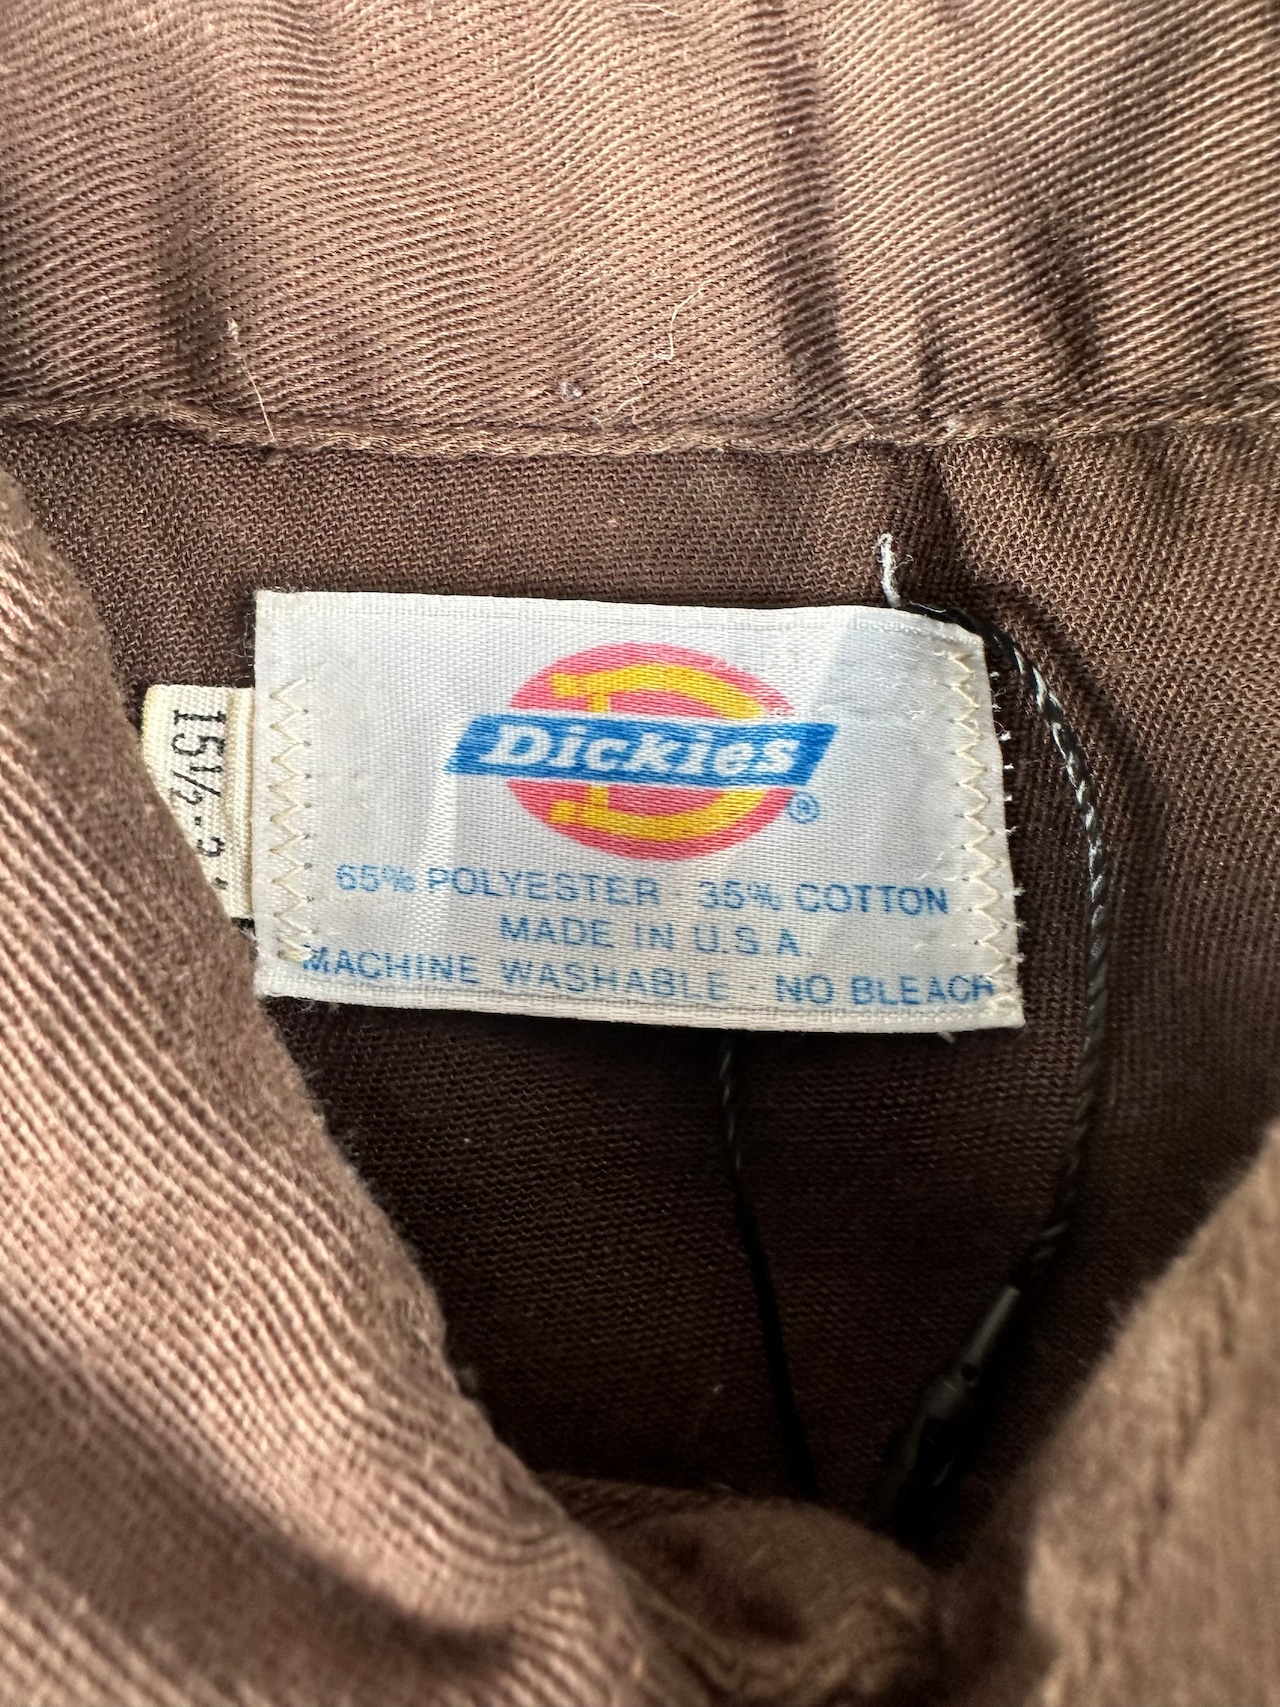 Dickies®
65% POLYESTER 35% COTTON
MADE IN U.S.A.
MACHINE WASHABLE - NO BLEACH
15½